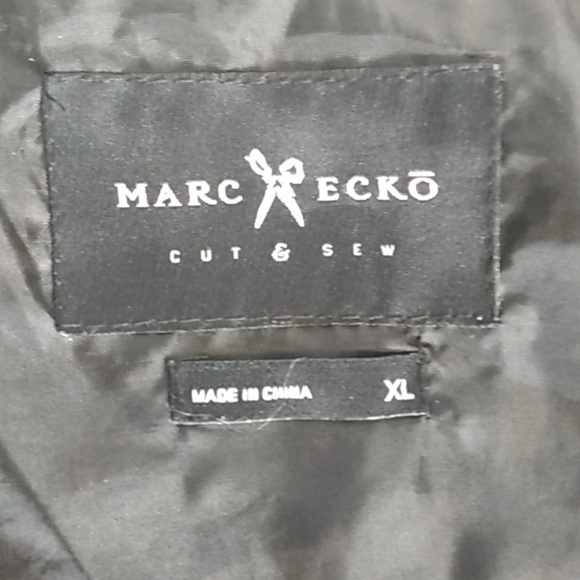 MARC ECKŌ
CUT & SEW
MADE IN CHINA XL